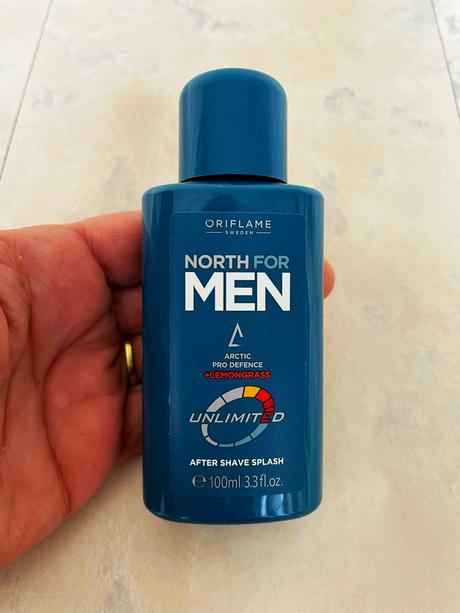 ORIFLAME
SWEDEN
NORTH FOR
MEN
ARCTIC
PRO DEFENCE
+LEMONGRASS
UNLIMITED
AFTER SHAVE SPLASH
℮ 100ml 3.3fl.oz.